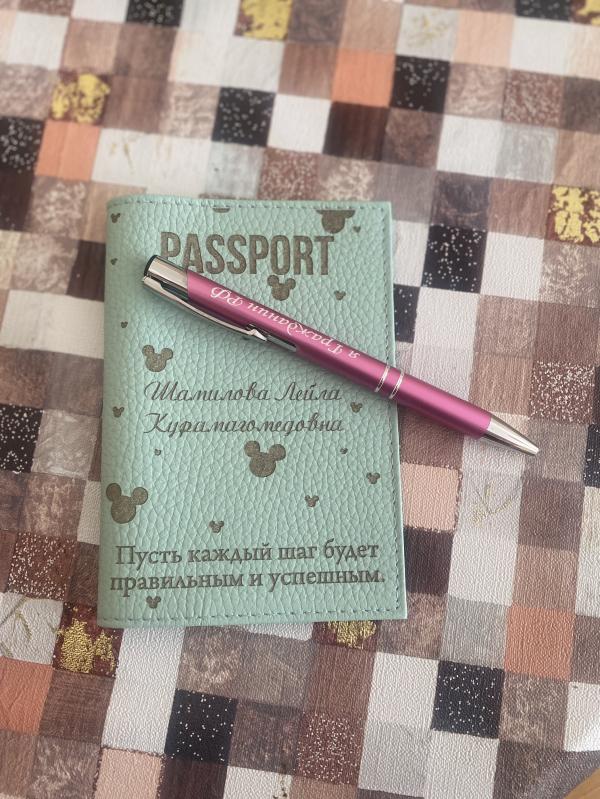 PASSPORT
я Гражданин РФ
Шамилова Лейла
Курамагомедовна
Пусть каждый шаг будет
правильным и успешным.